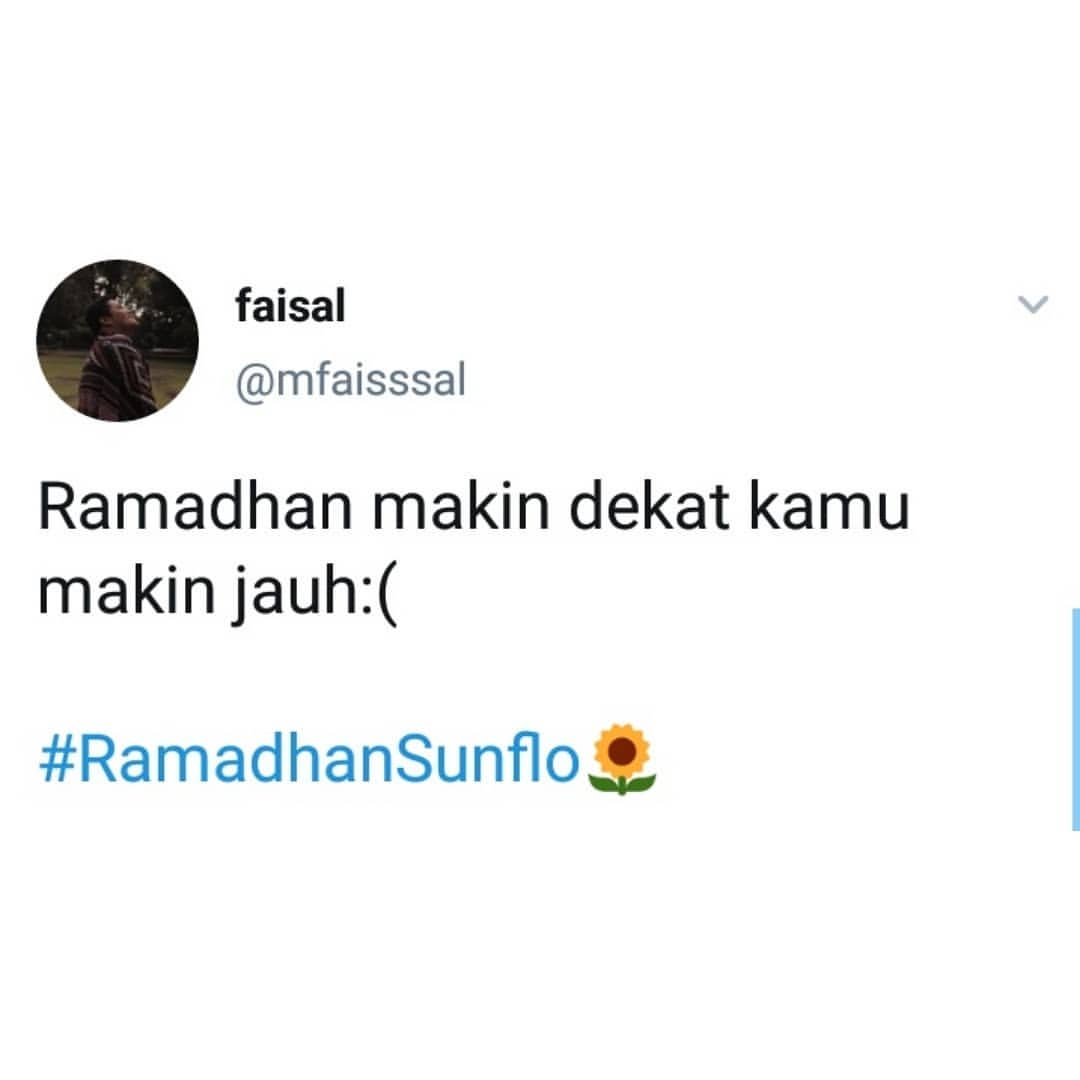 faisal
@mfaisssal
Ramadhan makin dekat kamu
makin jauh:(
#RamadhanSunflo🌻